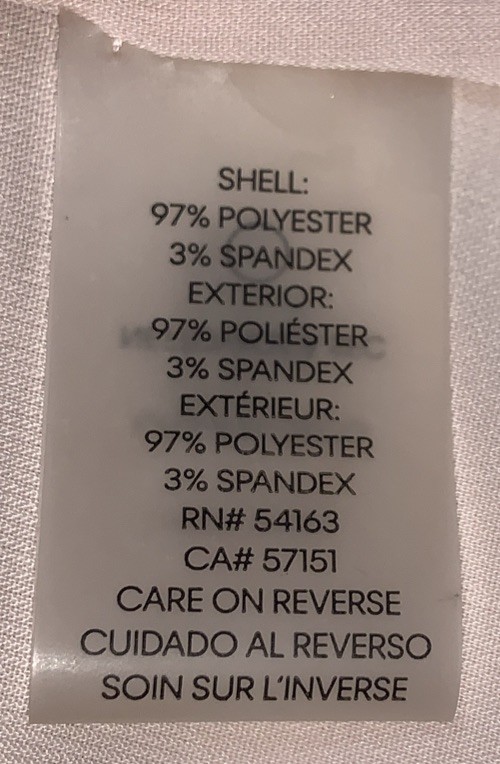 SHELL:
97% POLYESTER
3% SPANDEX
EXTERIOR:
97% POLIÉSTER
3% SPANDEX
EXTÉRIEUR:
97% POLYESTER
3% SPANDEX
RN# 54163
CA# 57151
CARE ON REVERSE
CUIDADO AL REVERSO
SOIN SUR L'INVERSE